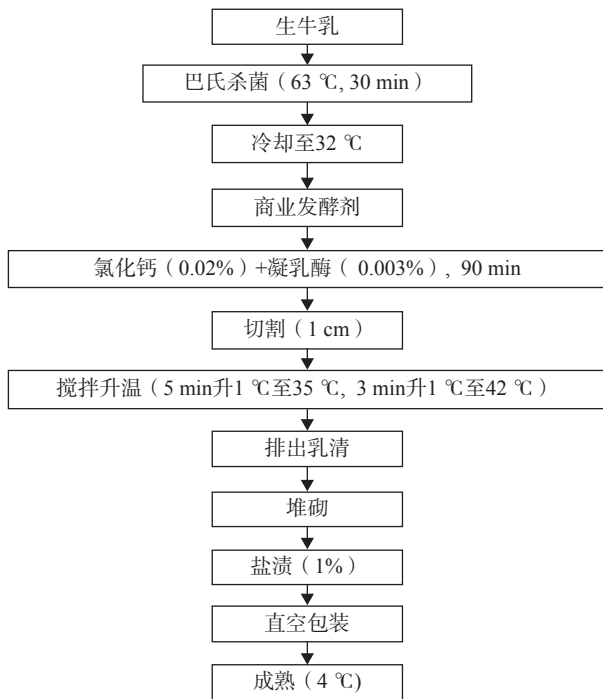 生牛乳
巴氏杀菌（63 ℃, 30 min）
冷却至32 ℃
商业发酵剂
氯化钙（0.02%）+凝乳酶（ 0.003%）, 90 min
切割（1 cm）
搅拌升温（5 min升1 ℃至35 ℃, 3 min升1 ℃至42 ℃）
排出乳清
堆砌
盐渍（1%）
直空包装
成熟（4 ℃)